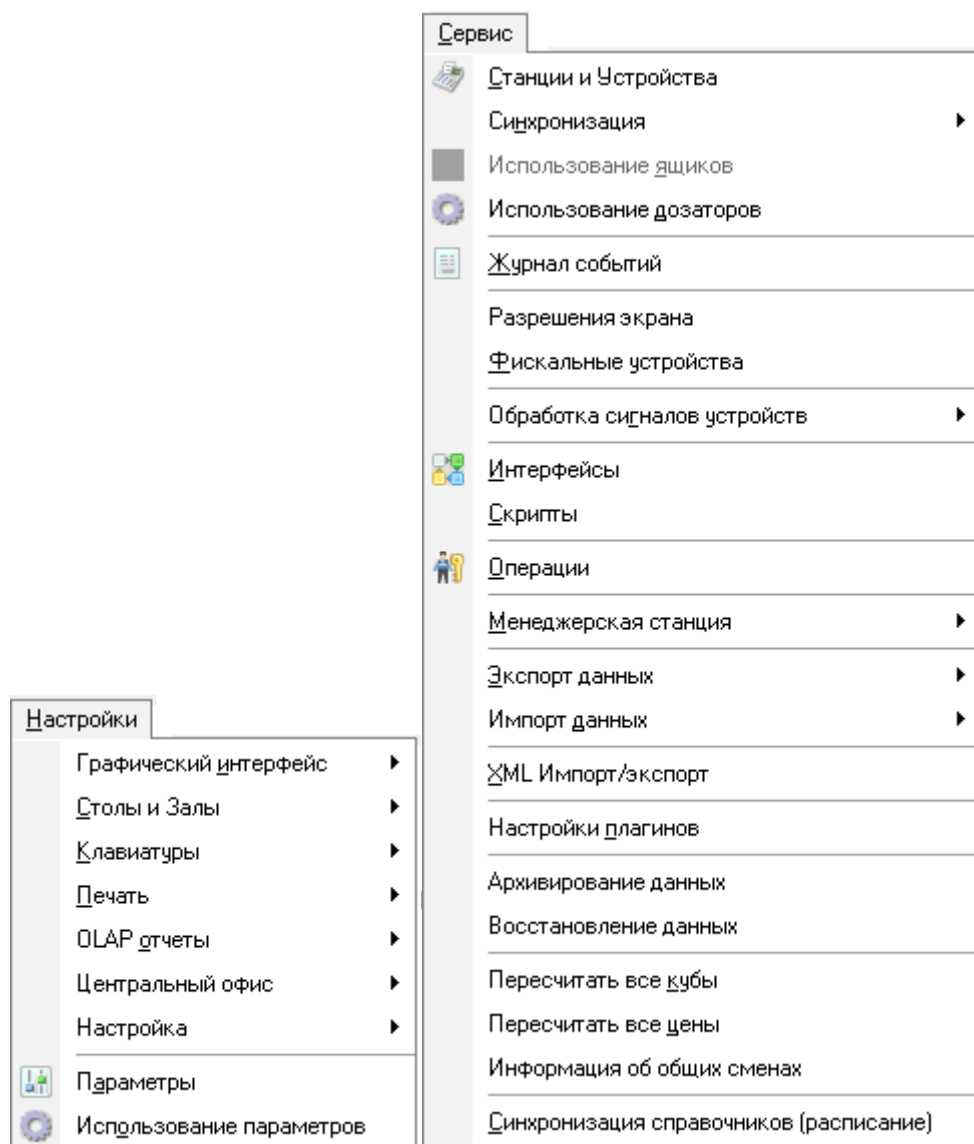 Сервис
Станции и Устройства
Синхронизация
Использование ящиков
Использование дозаторов
Журнал событий
Разрешения экрана
Фискальные устройства
Обработка сигналов устройств
Интерфейсы
Скрипты
Операции
Менеджерская станция
Экспорт данных
Импорт данных
XML Импорт/экспорт
Настройки плагинов
Архивирование данных
Восстановление данных
Пересчитать все кубы
Пересчитать все цены
Информация об общих сменах
Синхронизация справочников (расписание)
Настройки
Графический интерфейс
Столы и Залы
Клавиатуры
Печать
OLAP отчеты
Центральный офис
Настройка
Параметры
Использование параметров